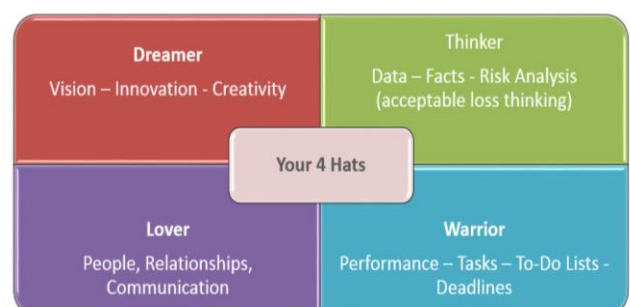 Dreamer
Vision – Innovation - Creativity
Thinker
Data – Facts - Risk Analysis
(acceptable loss thinking)
Your 4 Hats
Lover
People, Relationships,
Communication
Warrior
Performance – Tasks – To-Do Lists -
Deadlines